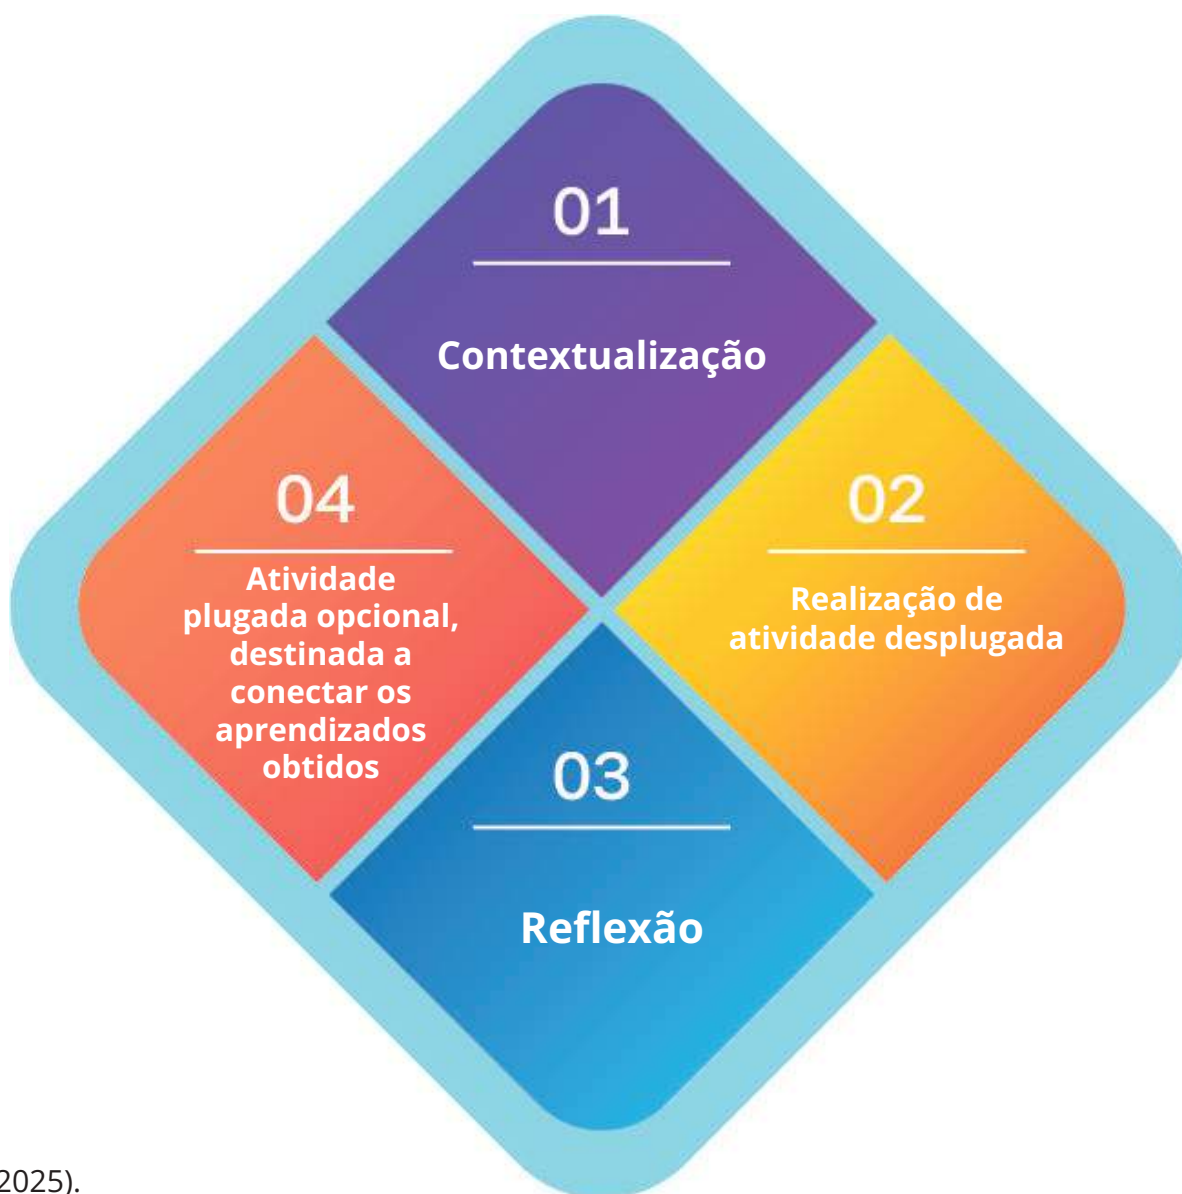 01
Contextualização
02
Realização de
atividade desplugada
03
Reflexão
04
Atividade
plugada opcional,
destinada a
conectar os
aprendizados
obtidos
2025).